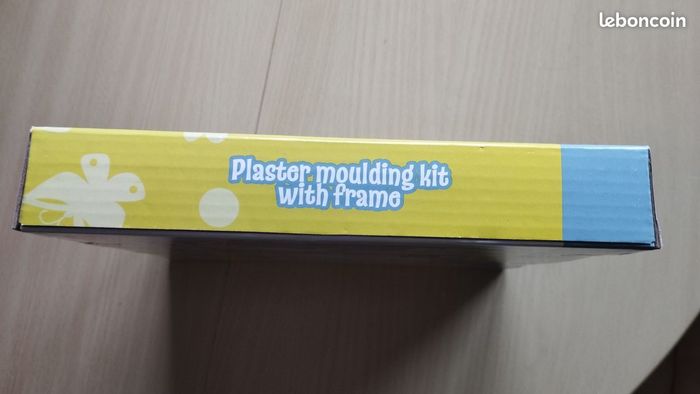 leboncoin
Plaster moulding kit
with frame